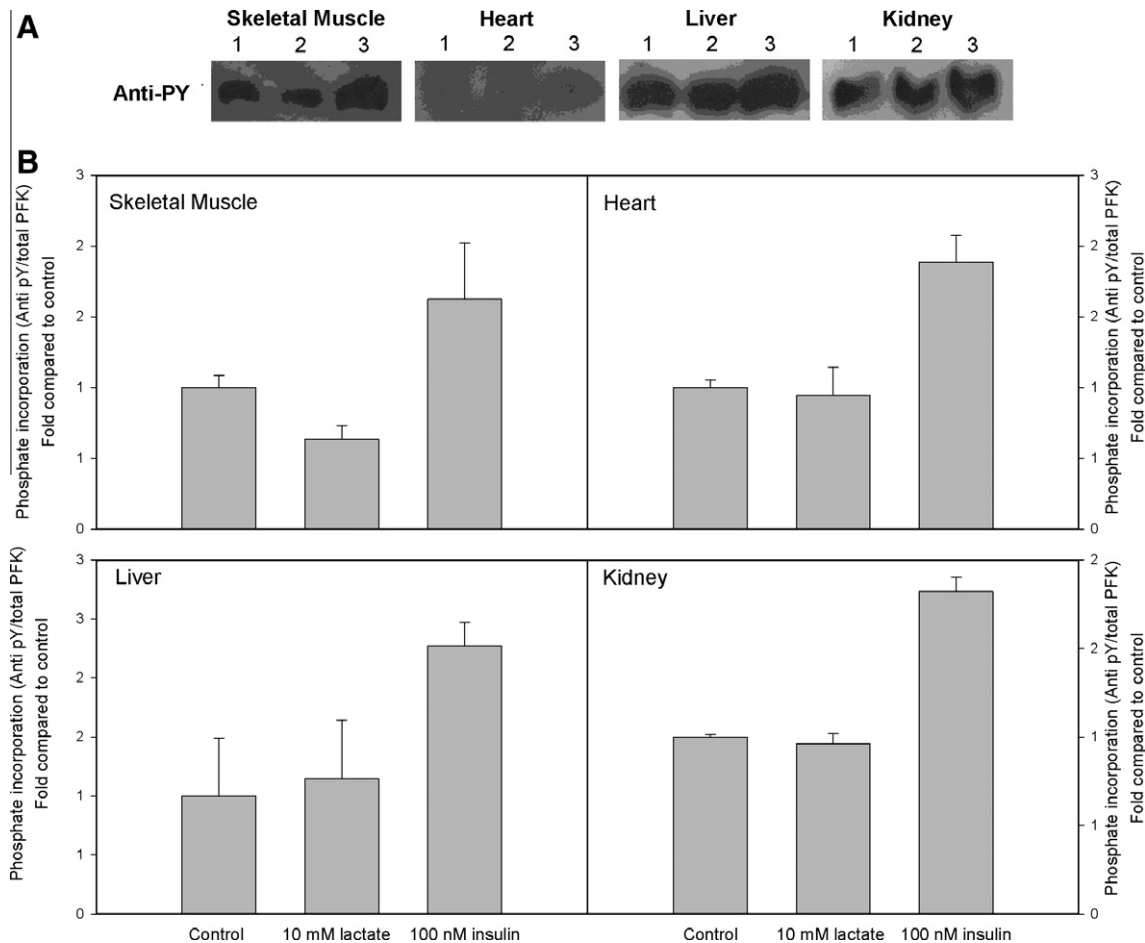 A
Skeletal Muscle Heart Liver Kidney
1 2 3 1 2 3 1 2 3 1 2 3
Anti-PY
B
Phosphate incorporation (Anti pY/total PFK)
Fold compared to control
3
2
2
1
1
0
Skeletal Muscle
Heart
3
2
2
1
1
0
Phosphate incorporation (Anti pY/total PFK)
Fold compared to control
Phosphate incorporation (Anti pY/total PFK)
Fold compared to control
3
3
2
2
1
1
0
Liver
Kidney
2
2
1
1
0
Phosphate incorporation (Anti pY/total PFK)
Fold compared to control
Control 10 mM lactate 100 nM insulin Control 10 mM lactate 100 nM insulin